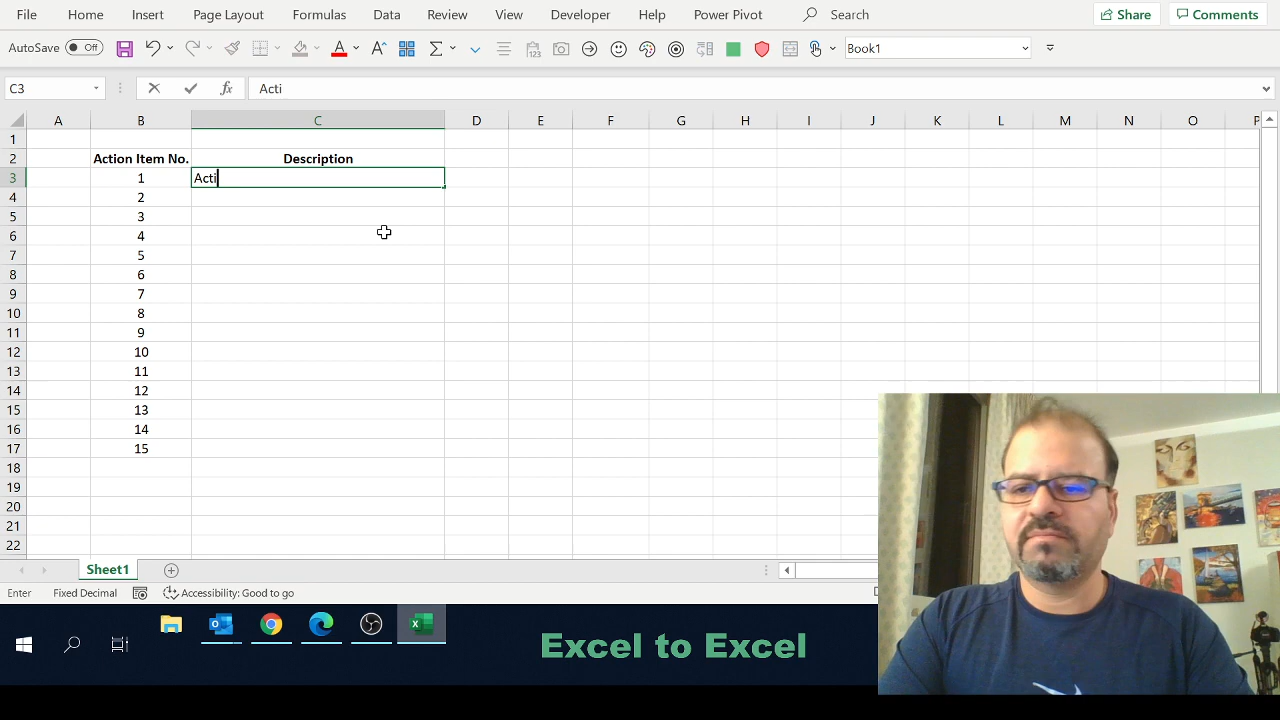 File Home Insert Page Layout Formulas Data Review View Developer Help Power Pivot Search Share Comments
AutoSave Off Book1
C3 fx Acti
A B C D E F G H I J K L M N O P
1
2 Action Item No. Description
3 1 Acti
4 2
5 3
6 4
7 5
8 6
9 7
10 8
11 9
12 10
13 11
14 12
15 13
16 14
17 15
18
19
20
21
22
Sheet1
Enter Fixed Decimal Accessibility: Good to go
Excel to Excel